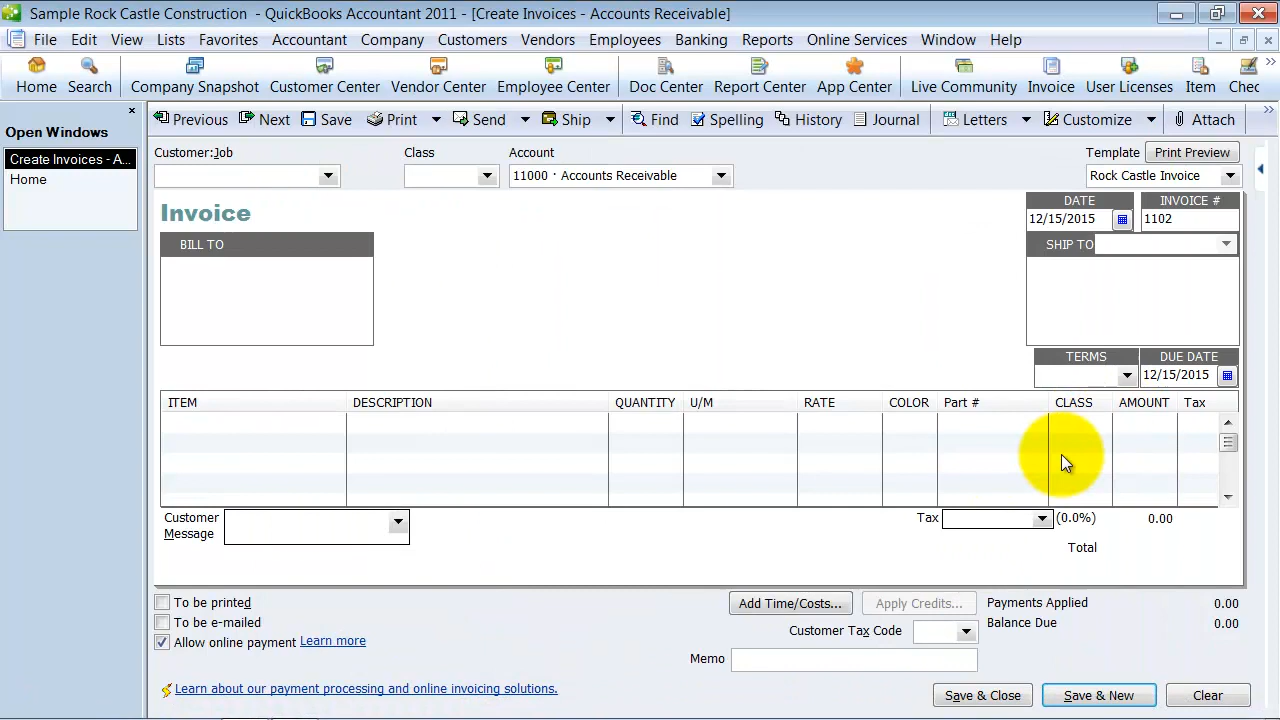 Sample Rock Castle Construction - QuickBooks Accountant 2011 - [Create Invoices - Accounts Receivable]
File Edit View Lists Favorites Accountant Company Customers Vendors Employees Banking Reports Online Services Window Help
Home Search Company Snapshot Customer Center Vendor Center Employee Center Doc Center Report Center App Center Live Community Invoice User Licenses Item Chec
Open Windows
Create Invoices - A...
Home
Previous Next Save Print Send Ship Find Spelling History Journal Letters Customize Attach
Customer:Job Class Account Template Print Preview
11000 · Accounts Receivable Rock Castle Invoice
Invoice
DATE INVOICE #
12/15/2015 1102
BILL TO SHIP TO
TERMS DUE DATE
12/15/2015
ITEM DESCRIPTION QUANTITY U/M RATE COLOR Part # CLASS AMOUNT Tax
Customer Message
Tax (0.0%) 0.00
Total
To be printed
To be e-mailed
Allow online payment Learn more
Add Time/Costs... Apply Credits... Payments Applied 0.00
Customer Tax Code Balance Due 0.00
Memo
Learn about our payment processing and online invoicing solutions.
Save & Close Save & New Clear